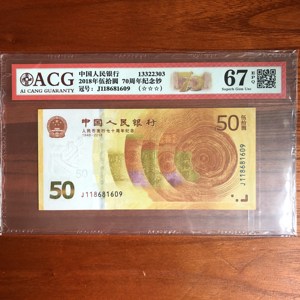 ACG
AI CANG GUARANTY
中国人民银行 13322303
2018年伍拾圆 70周年纪念钞
冠号: J118681609 (☆☆☆)
67 EPQ
Superb Gem Unc
中国人民银行
人民币发行七十周年纪念
1948-2018
50
伍拾圆
50
J118681609
J118681609